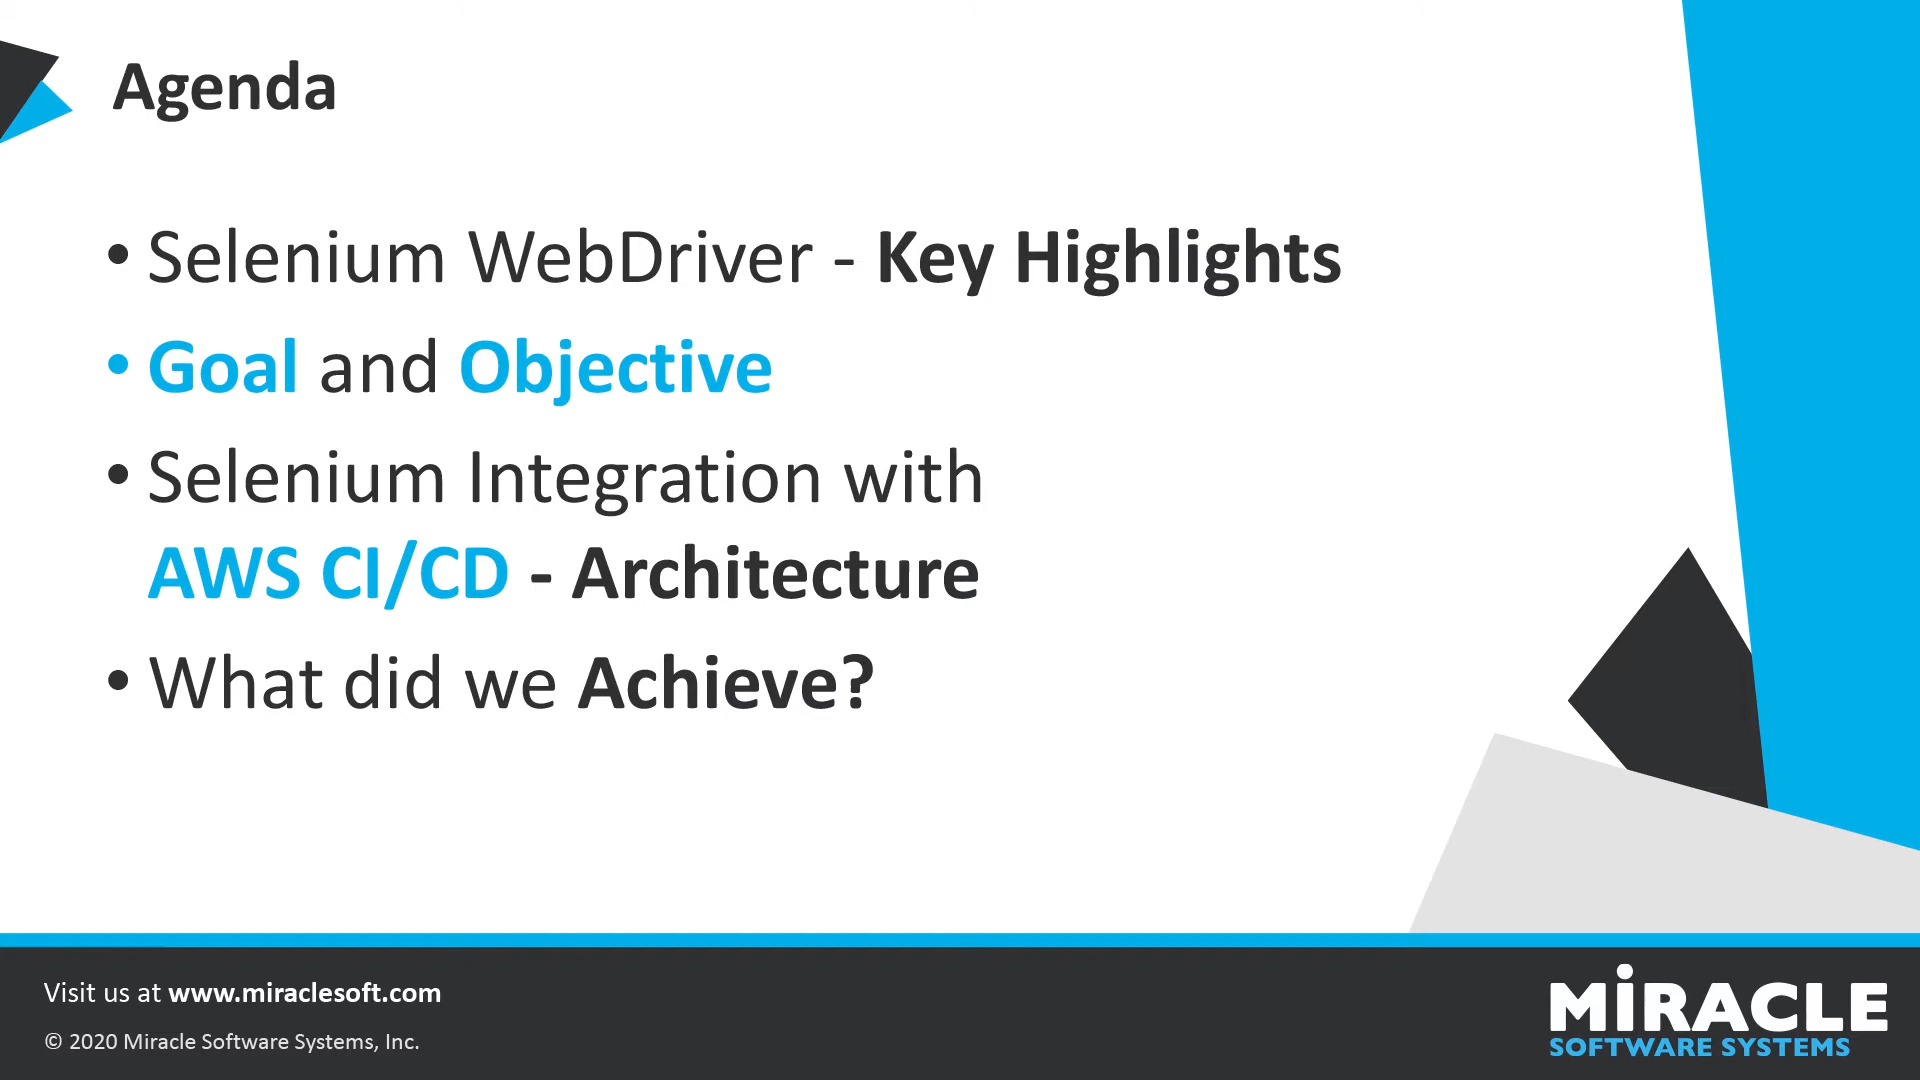 Agenda
• Selenium WebDriver - Key Highlights
• Goal and Objective
• Selenium Integration with
AWS CI/CD - Architecture
• What did we Achieve?
Visit us at www.miraclesoft.com
© 2020 Miracle Software Systems, Inc.
MiRACLE
SOFTWARE SYSTEMS